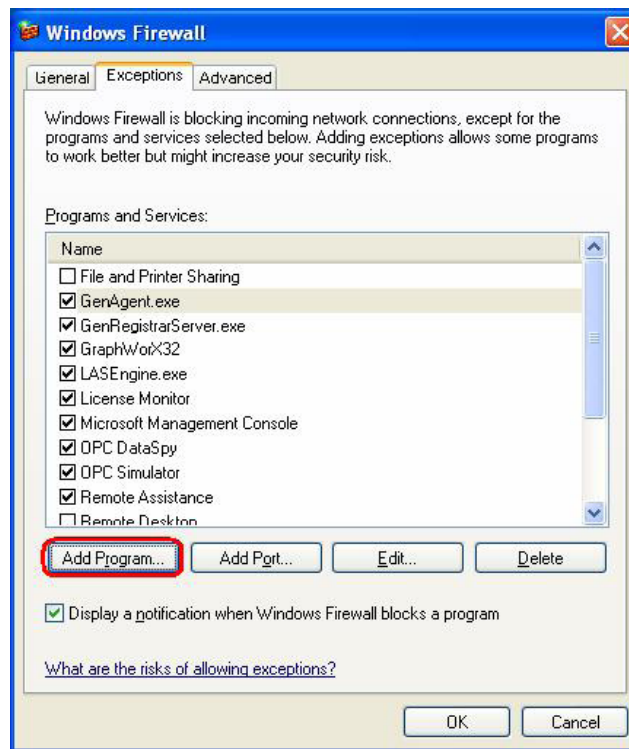 Windows Firewall
General Exceptions Advanced
Windows Firewall is blocking incoming network connections, except for the
programs and services selected below. Adding exceptions allows some programs
to work better but might increase your security risk.
Programs and Services:
Name
File and Printer Sharing
GenAgent.exe
GenRegistrarServer.exe
GraphWorX32
LASEngine.exe
License Monitor
Microsoft Management Console
OPC DataSpy
OPC Simulator
Remote Assistance
Remote Desktop
Add Program... Add Port... Edit... Delete
Display a notification when Windows Firewall blocks a program
What are the risks of allowing exceptions?
OK Cancel